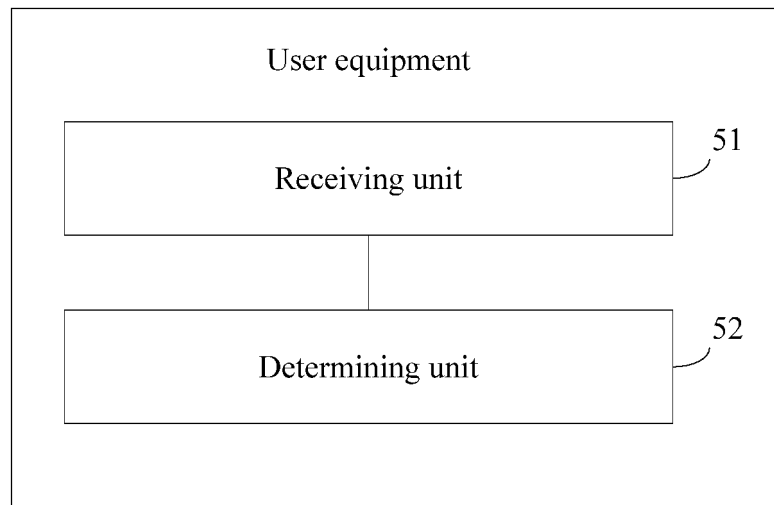 User equipment
Receiving unit
51
Determining unit
52